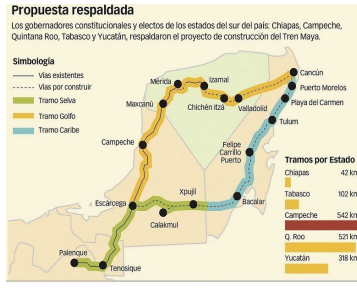 Propuesta respaldada
Los gobernadores constitucionales y electos de los estados del sur del país: Chiapas, Campeche,
Quintana Roo, Tabasco y Yucatán, respaldaron el proyecto de construcción del Tren Maya.
Simbología
Vías existentes
Vías por construir
Tramo Selva
Tramo Golfo
Tramo Caribe
Mérida
Izamal
Cancún
Puerto Morelos
Playa del Carmen
Maxcanú
Chichén Itzá
Valladolid
Tulum
Campeche
Felipe
Carrillo
Puerto
Escárcega
Xpujil
Calakmul
Bacalar
Palenque
Tenosique
Tramos por Estado
Chiapas 42 km
Tabasco 102 km
Campeche 542 km
Q. Roo 521 km
Yucatán 318 km